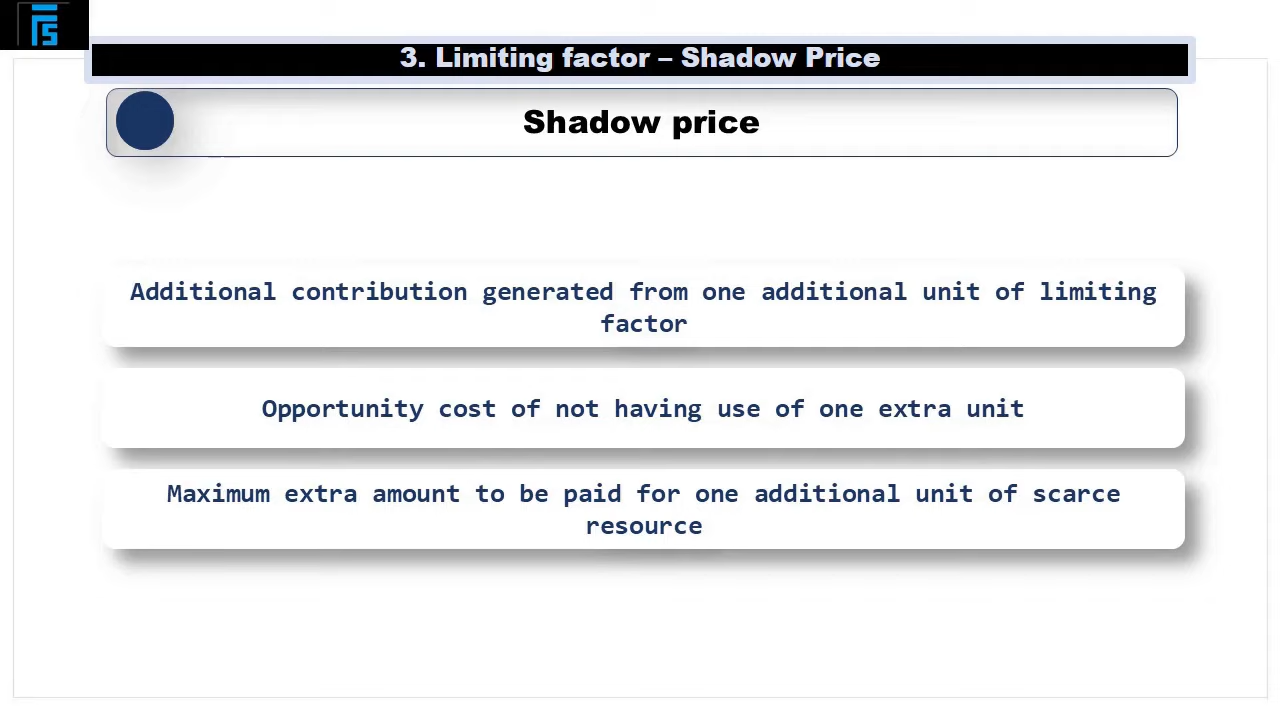 3. Limiting factor – Shadow Price
Shadow price
Additional contribution generated from one additional unit of limiting
factor
Opportunity cost of not having use of one extra unit
Maximum extra amount to be paid for one additional unit of scarce
resource